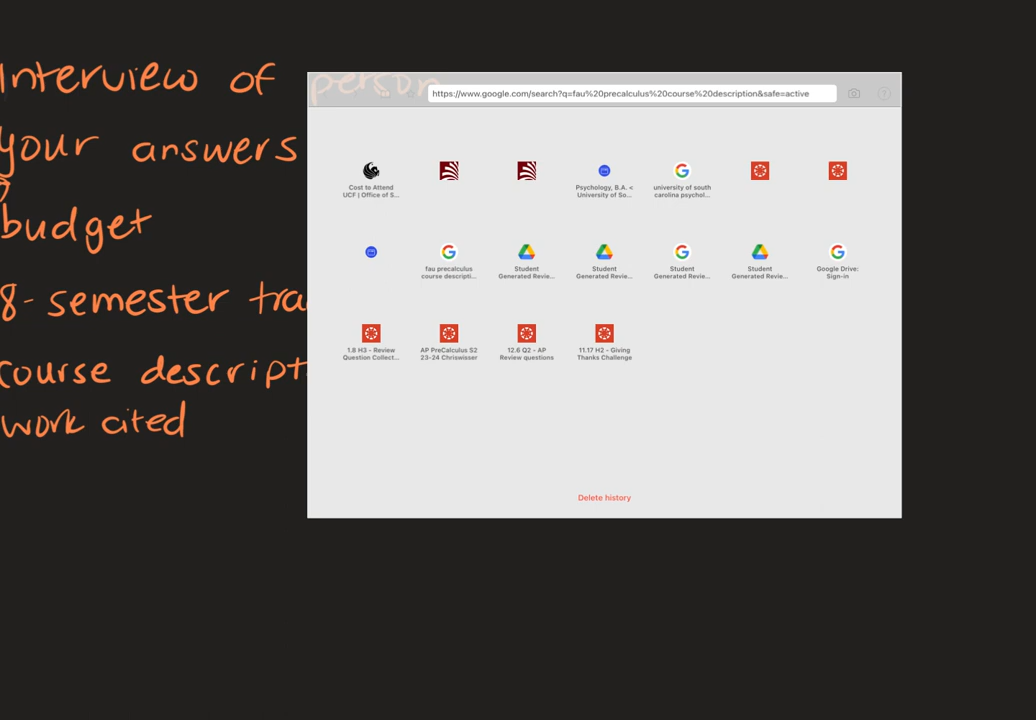 Interview of person
your answers
budget
8-semester tra
course descript
work cited
https://www.google.com/search?q=fau%20precalculus%20course%20description&safe=active
Cost to Attend
UCF | Office of S...
Psychology, B.A. <
University of So...
university of south
carolina psychol...
fau precalculus
course descripti...
Student
Generated Revie...
Student
Generated Revie...
Student
Generated Revie...
Student
Generated Revie...
Google Drive:
Sign-in
1.8 H3 - Review
Question Collect...
AP PreCalculus S2
23-24 Chriswisser
12.6 Q2 - AP
Review questions
11.17 H2 - Giving
Thanks Challenge
Delete history